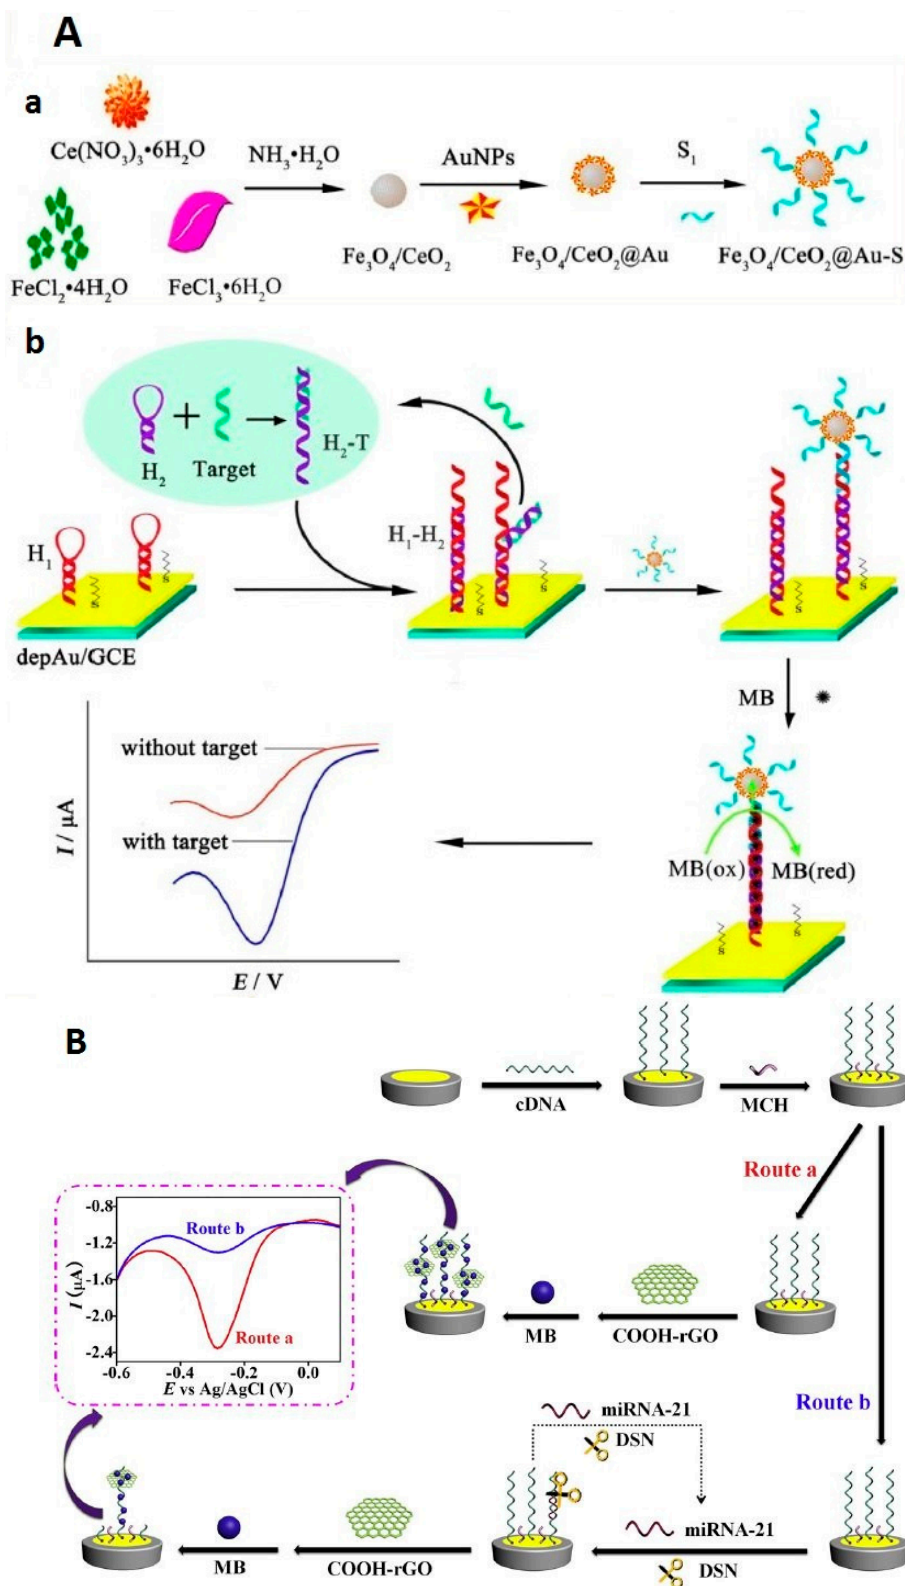 A
a
Ce(NO₃)₃•6H₂O
NH₃•H₂O
AuNPs
S₁
FeCl₂•4H₂O
FeCl₃•6H₂O
Fe₃O₄/CeO₂
Fe₃O₄/CeO₂@Au
Fe₃O₄/CeO₂@Au-S
b
H₂
Target
H₂-T
H₁
S
S
depAu/GCE
H₁-H₂
S
S
S
S
MB
without target
with target
I / μA
E / V
MB(ox)
MB(red)
S
S
B
cDNA
MCH
Route a
Route b
MB
COOH-rGO
-0.8
-1.2
-1.6
-2.0
-2.4
I (μA)
Route b
Route a
-0.6
-0.4
-0.2
0.0
E vs Ag/AgCl (V)
miRNA-21
DSN
miRNA-21
DSN
COOH-rGO
MB